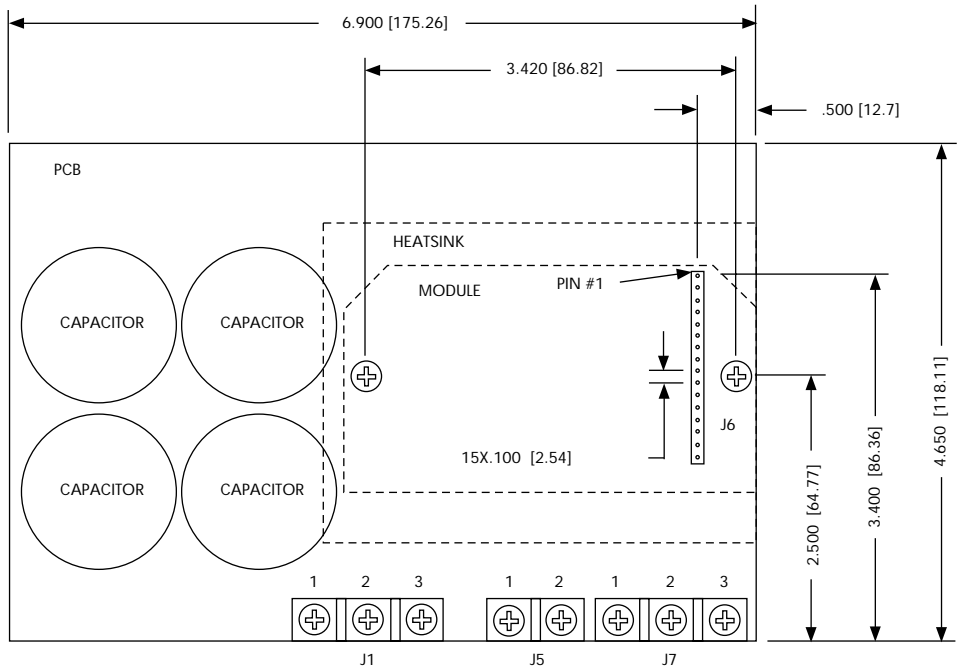 6.900 [175.26]
3.420 [86.82]
.500 [12.7]
PCB
HEATSINK
MODULE
PIN #1
CAPACITOR
CAPACITOR
J6
15X.100 [2.54]
CAPACITOR
CAPACITOR
2.500 [64.77]
3.400 [86.36]
4.650 [118.11]
1 2 3
1 2
1 2 3
J1
J5
J7